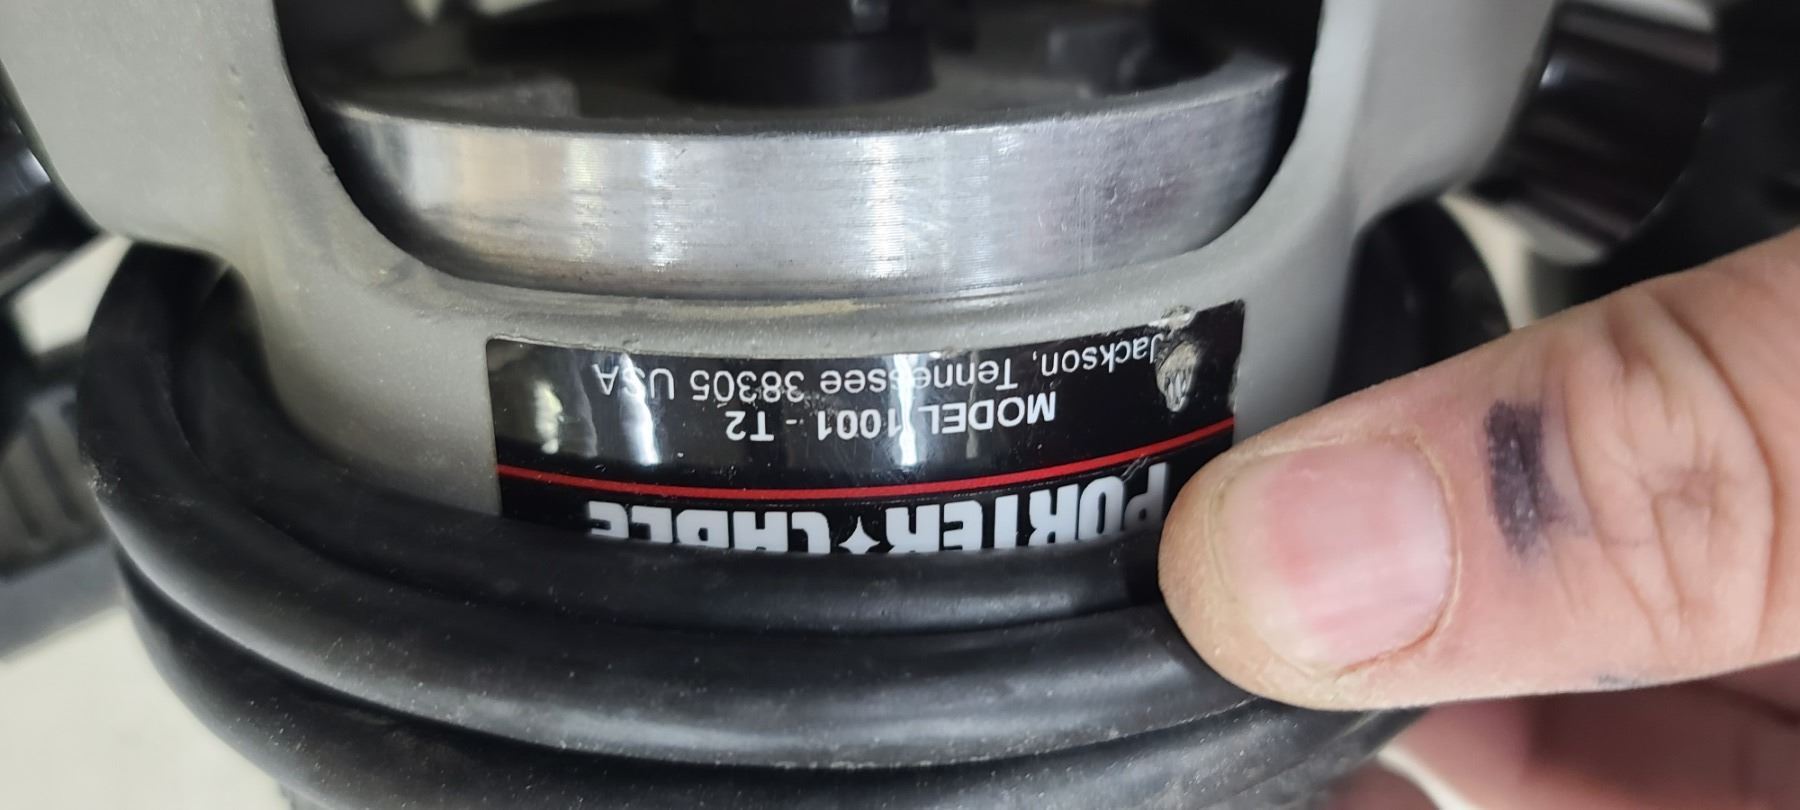 PORTER CABLE
MODEL 1001 - T2
Jackson, Tennessee 38305 USA